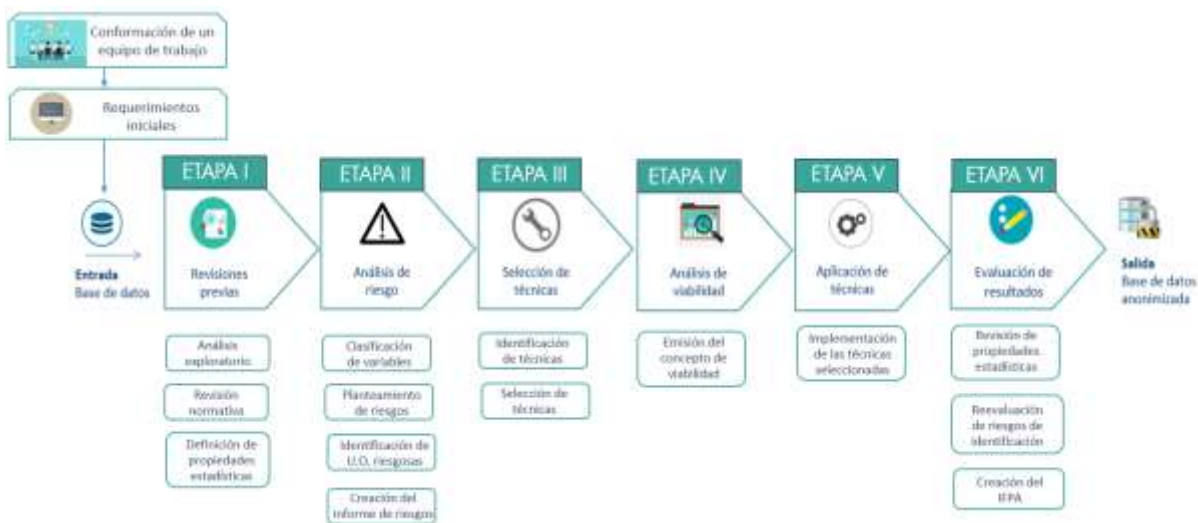 Conformación de un
equipo de trabajo
Requerimientos
iniciales
Entrada
Base de datos
ETAPA I
Revisiones
previas
Análisis
exploratorio
Revisión
normativa
Definición de
propiedades
estadísticas
ETAPA II
Análisis de
riesgo
Clasificación
de variables
Planteamiento
de riesgos
Identificación de
U.O. riesgosas
Creación del
informe de riesgos
ETAPA III
Selección de
técnicas
Identificación
de técnicas
Selección de
técnicas
ETAPA IV
Análisis de
viabilidad
Emisión del
concepto de
viabilidad
ETAPA V
Aplicación de
técnicas
Implementación
de las técnicas
seleccionadas
ETAPA VI
Evaluación de
resultados
Revisión de
propiedades
estadísticas
Reevaluación
de riesgos de
identificación
Creación del
IFPA
Salida
Base de datos
anonimizada